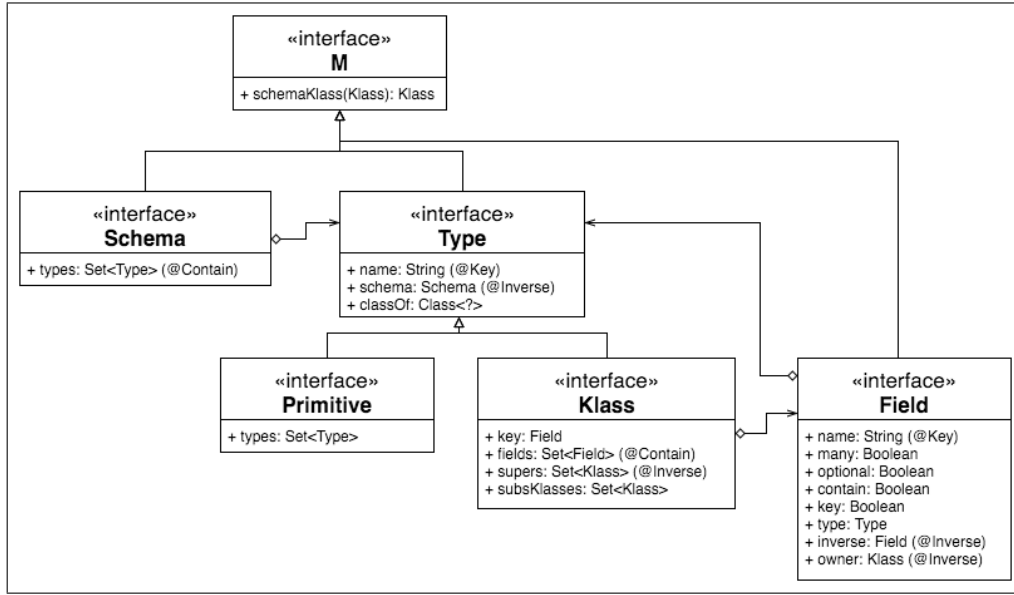 «interface»
M
+ schemaKlass(Klass): Klass
«interface»
Schema
+ types: Set<Type> (@Contain)
«interface»
Type
+ name: String (@Key)
+ schema: Schema (@Inverse)
+ classOf: Class<?>
«interface»
Primitive
+ types: Set<Type>
«interface»
Klass
+ key: Field
+ fields: Set<Field> (@Contain)
+ supers: Set<Klass> (@Inverse)
+ subsKlasses: Set<Klass>
«interface»
Field
+ name: String (@Key)
+ many: Boolean
+ optional: Boolean
+ contain: Boolean
+ key: Boolean
+ type: Type
+ inverse: Field (@Inverse)
+ owner: Klass (@Inverse)